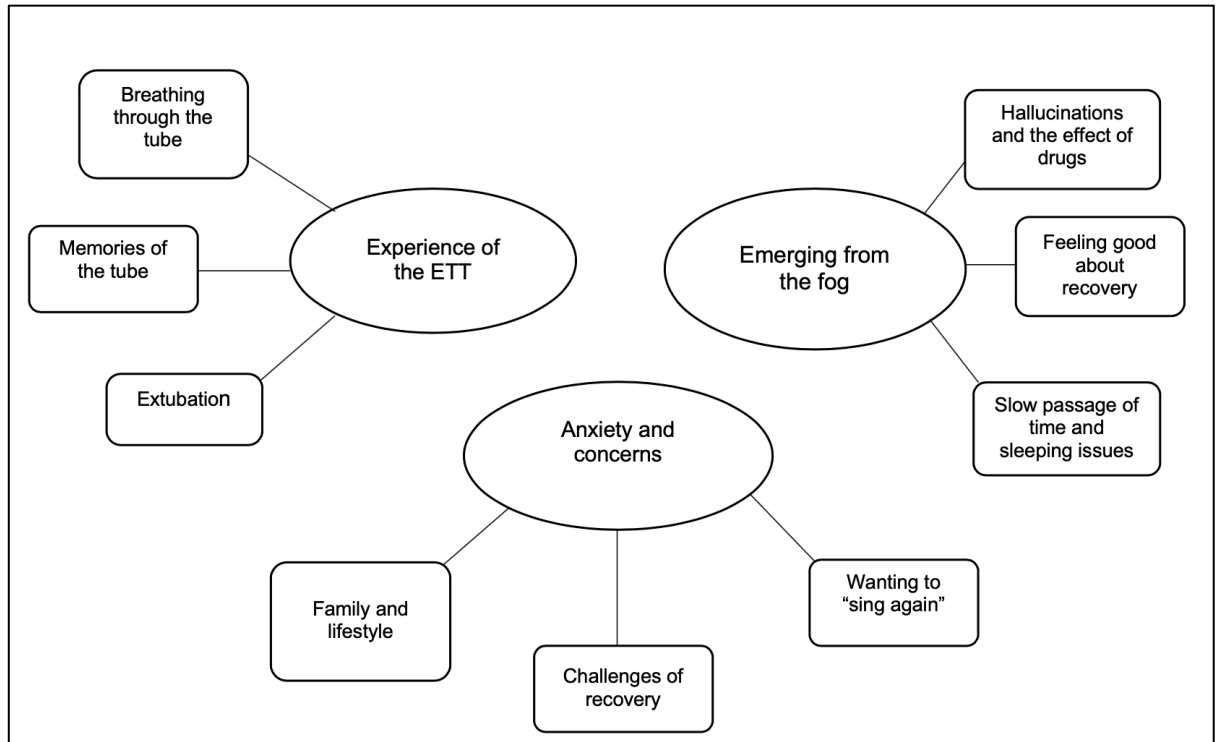 Breathing
through the
tube
Memories of
the tube
Extubation
Experience of
the ETT
Hallucinations
and the effect of
drugs
Feeling good
about
recovery
Slow passage of
time and
sleeping issues
Emerging from
the fog
Anxiety and
concerns
Family and
lifestyle
Challenges of
recovery
Wanting to
“sing again”